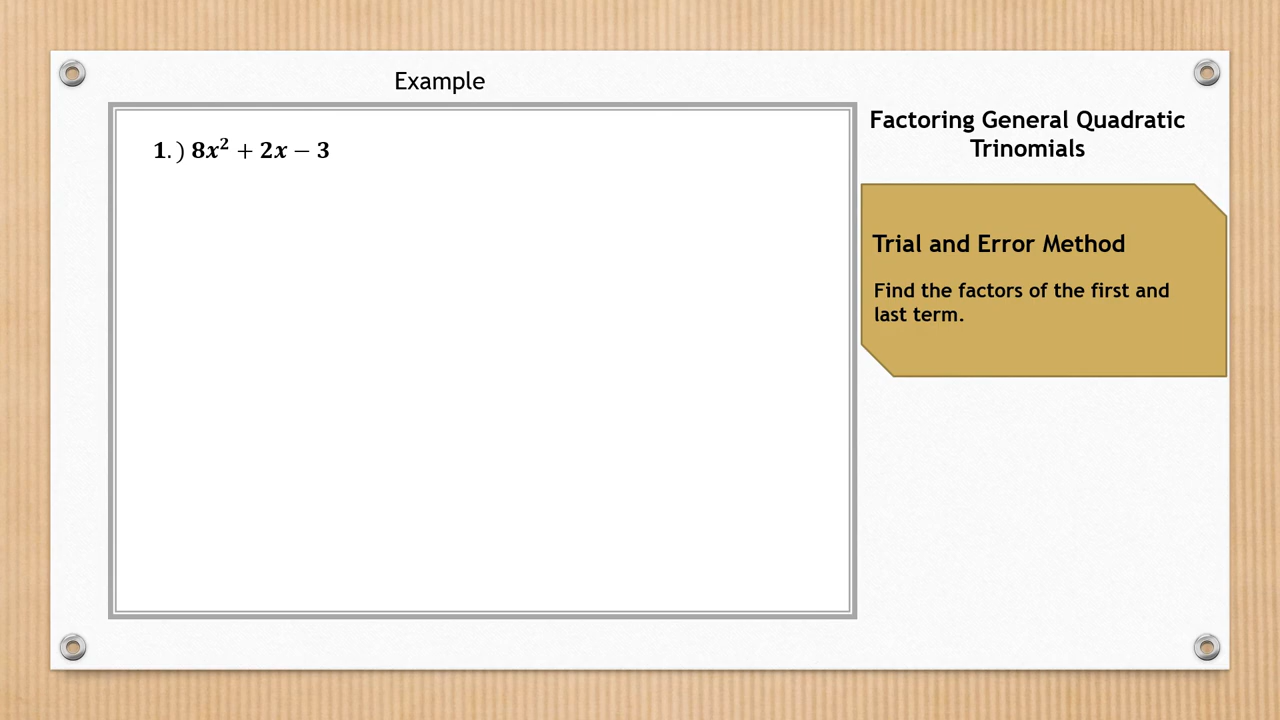 Example
1. ) 8x² + 2x − 3
Factoring General Quadratic
Trinomials
Trial and Error Method
Find the factors of the first and
last term.